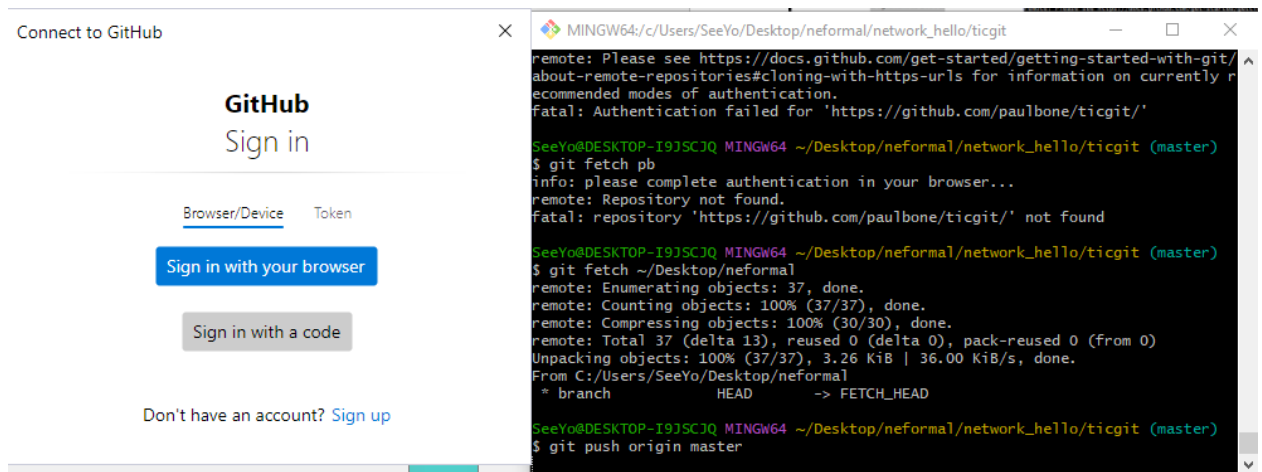 Connect to GitHub
GitHub
Sign in
Browser/Device Token
Sign in with your browser
Sign in with a code
Don't have an account? Sign up
MINGW64:/c/Users/SeeYo/Desktop/neformal/network_hello/ticgit
remote: Please see https://docs.github.com/get-started/getting-started-with-git/
about-remote-repositories#cloning-with-https-urls for information on currently r
ecommended modes of authentication.
fatal: Authentication failed for 'https://github.com/paulbone/ticgit/'
SeeYo@DESKTOP-I9JSCJQ MINGW64 ~/Desktop/neformal/network_hello/ticgit (master)
$ git fetch pb
info: please complete authentication in your browser...
remote: Repository not found.
fatal: repository 'https://github.com/paulbone/ticgit/' not found
SeeYo@DESKTOP-I9JSCJQ MINGW64 ~/Desktop/neformal/network_hello/ticgit (master)
$ git fetch ~/Desktop/neformal
remote: Enumerating objects: 37, done.
remote: Counting objects: 100% (37/37), done.
remote: Compressing objects: 100% (30/30), done.
remote: Total 37 (delta 13), reused 0 (delta 0), pack-reused 0 (from 0)
Unpacking objects: 100% (37/37), 3.26 KiB | 36.00 KiB/s, done.
From C:/Users/SeeYo/Desktop/neformal
* branch HEAD -> FETCH_HEAD
SeeYo@DESKTOP-I9JSCJQ MINGW64 ~/Desktop/neformal/network_hello/ticgit (master)
$ git push origin master